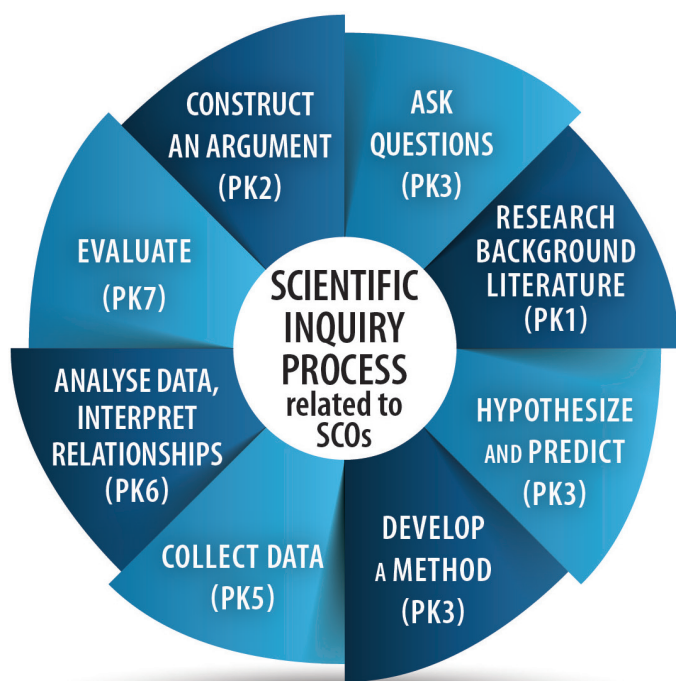 SCIENTIFIC
INQUIRY
PROCESS
related to
SCOs
ASK
QUESTIONS
(PK3)
RESEARCH
BACKGROUND
LITERATURE
(PK1)
HYPOTHESIZE
AND PREDICT
(PK3)
DEVELOP
A METHOD
(PK3)
COLLECT DATA
(PK5)
ANALYSE DATA,
INTERPRET
RELATIONSHIPS
(PK6)
EVALUATE
(PK7)
CONSTRUCT
AN ARGUMENT
(PK2)